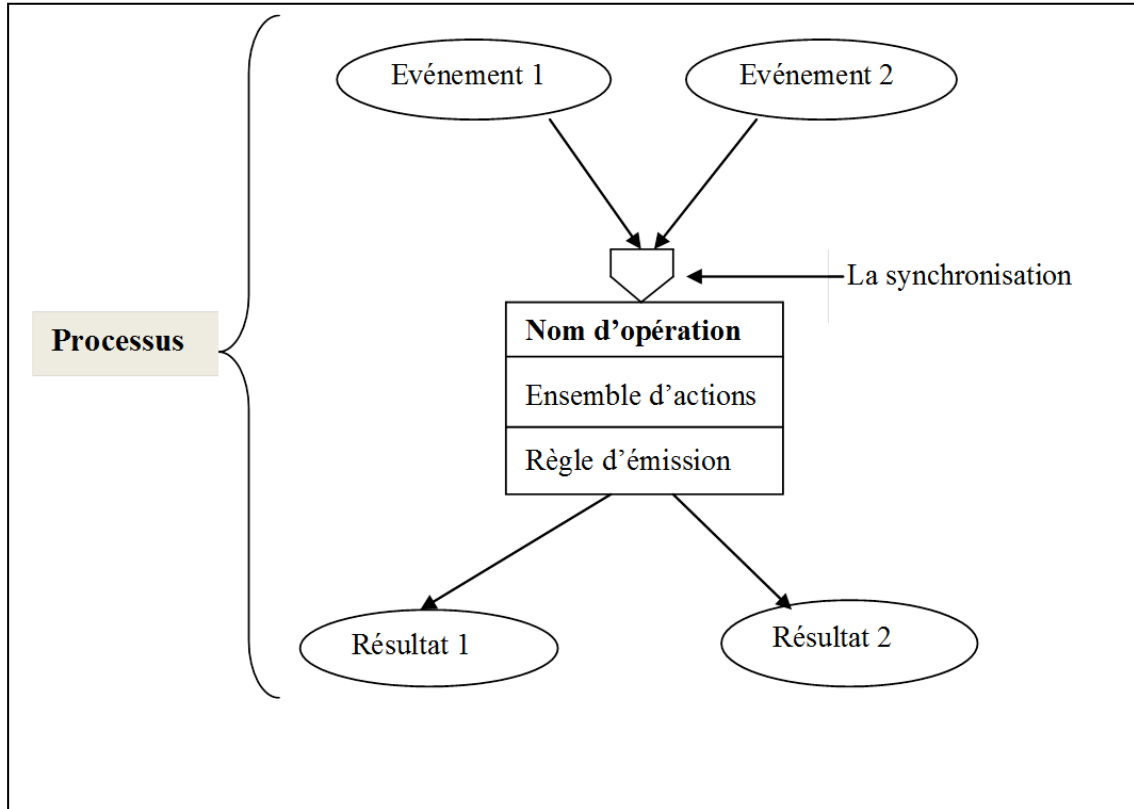 Evénement 1
Evénement 2
La synchronisation
Processus
Nom d’opération
Ensemble d’actions
Règle d’émission
Résultat 1
Résultat 2